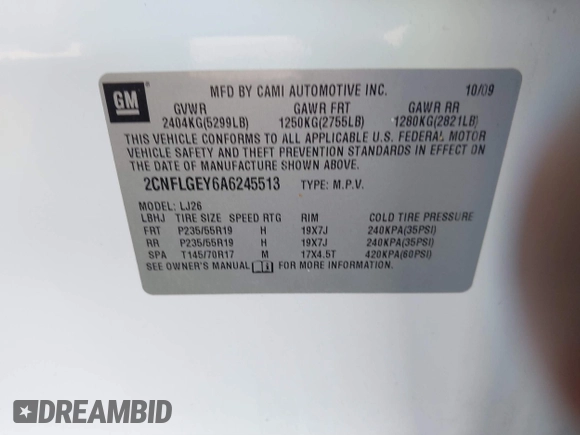 GM
MFD BY CAMI AUTOMOTIVE INC. 10/09
GVWR GAWR FRT GAWR RR
2404KG(5299LB) 1250KG(2755LB) 1280KG(2821LB)
THIS VEHICLE CONFORMS TO ALL APPLICABLE U.S. FEDERAL MOTOR
VEHICLE SAFETY AND THEFT PREVENTION STANDARDS IN EFFECT ON
THE DATE OF MANUFACTURE SHOWN ABOVE.
2CNFLGEY6A6245513 TYPE: M.P.V.
MODEL: LJ26
LBHJ TIRE SIZE SPEED RTG RIM COLD TIRE PRESSURE
FRT P235/55R19 H 19X7J 240KPA(35PSI)
RR P235/55R19 H 19X7J 240KPA(35PSI)
SPA T145/70R17 M 17X4.5T 420KPA(60PSI)
SEE OWNER'S MANUAL FOR MORE INFORMATION.
DREAMBID